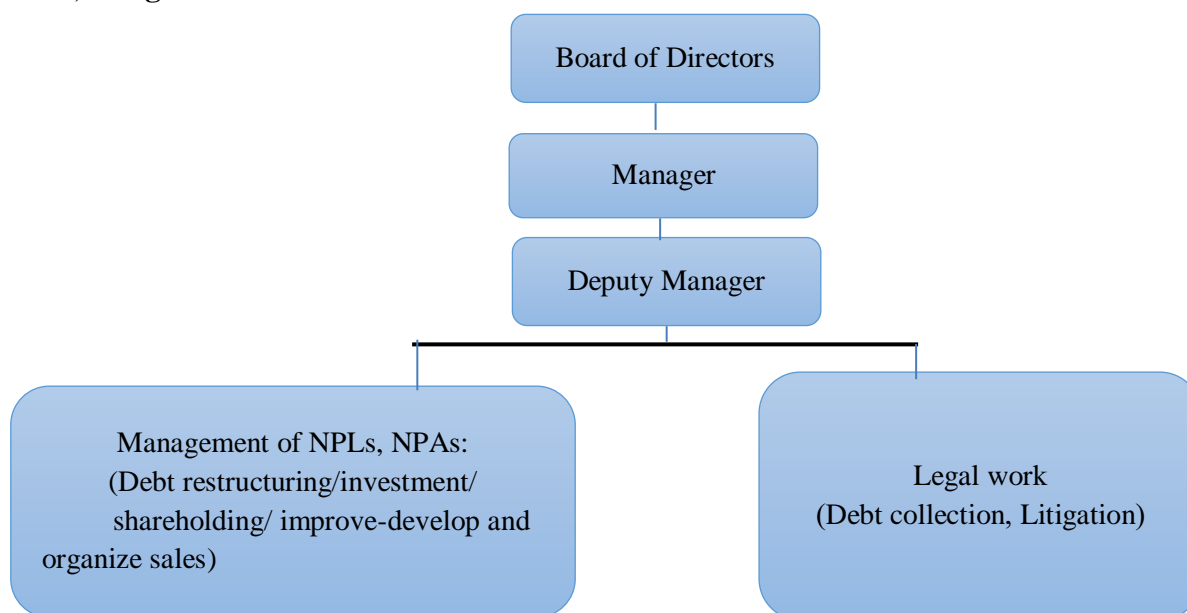 Board of Directors
Manager
Deputy Manager
Management of NPLs, NPAs:
(Debt restructuring/investment/
shareholding/ improve-develop and
organize sales)
Legal work
(Debt collection, Litigation)